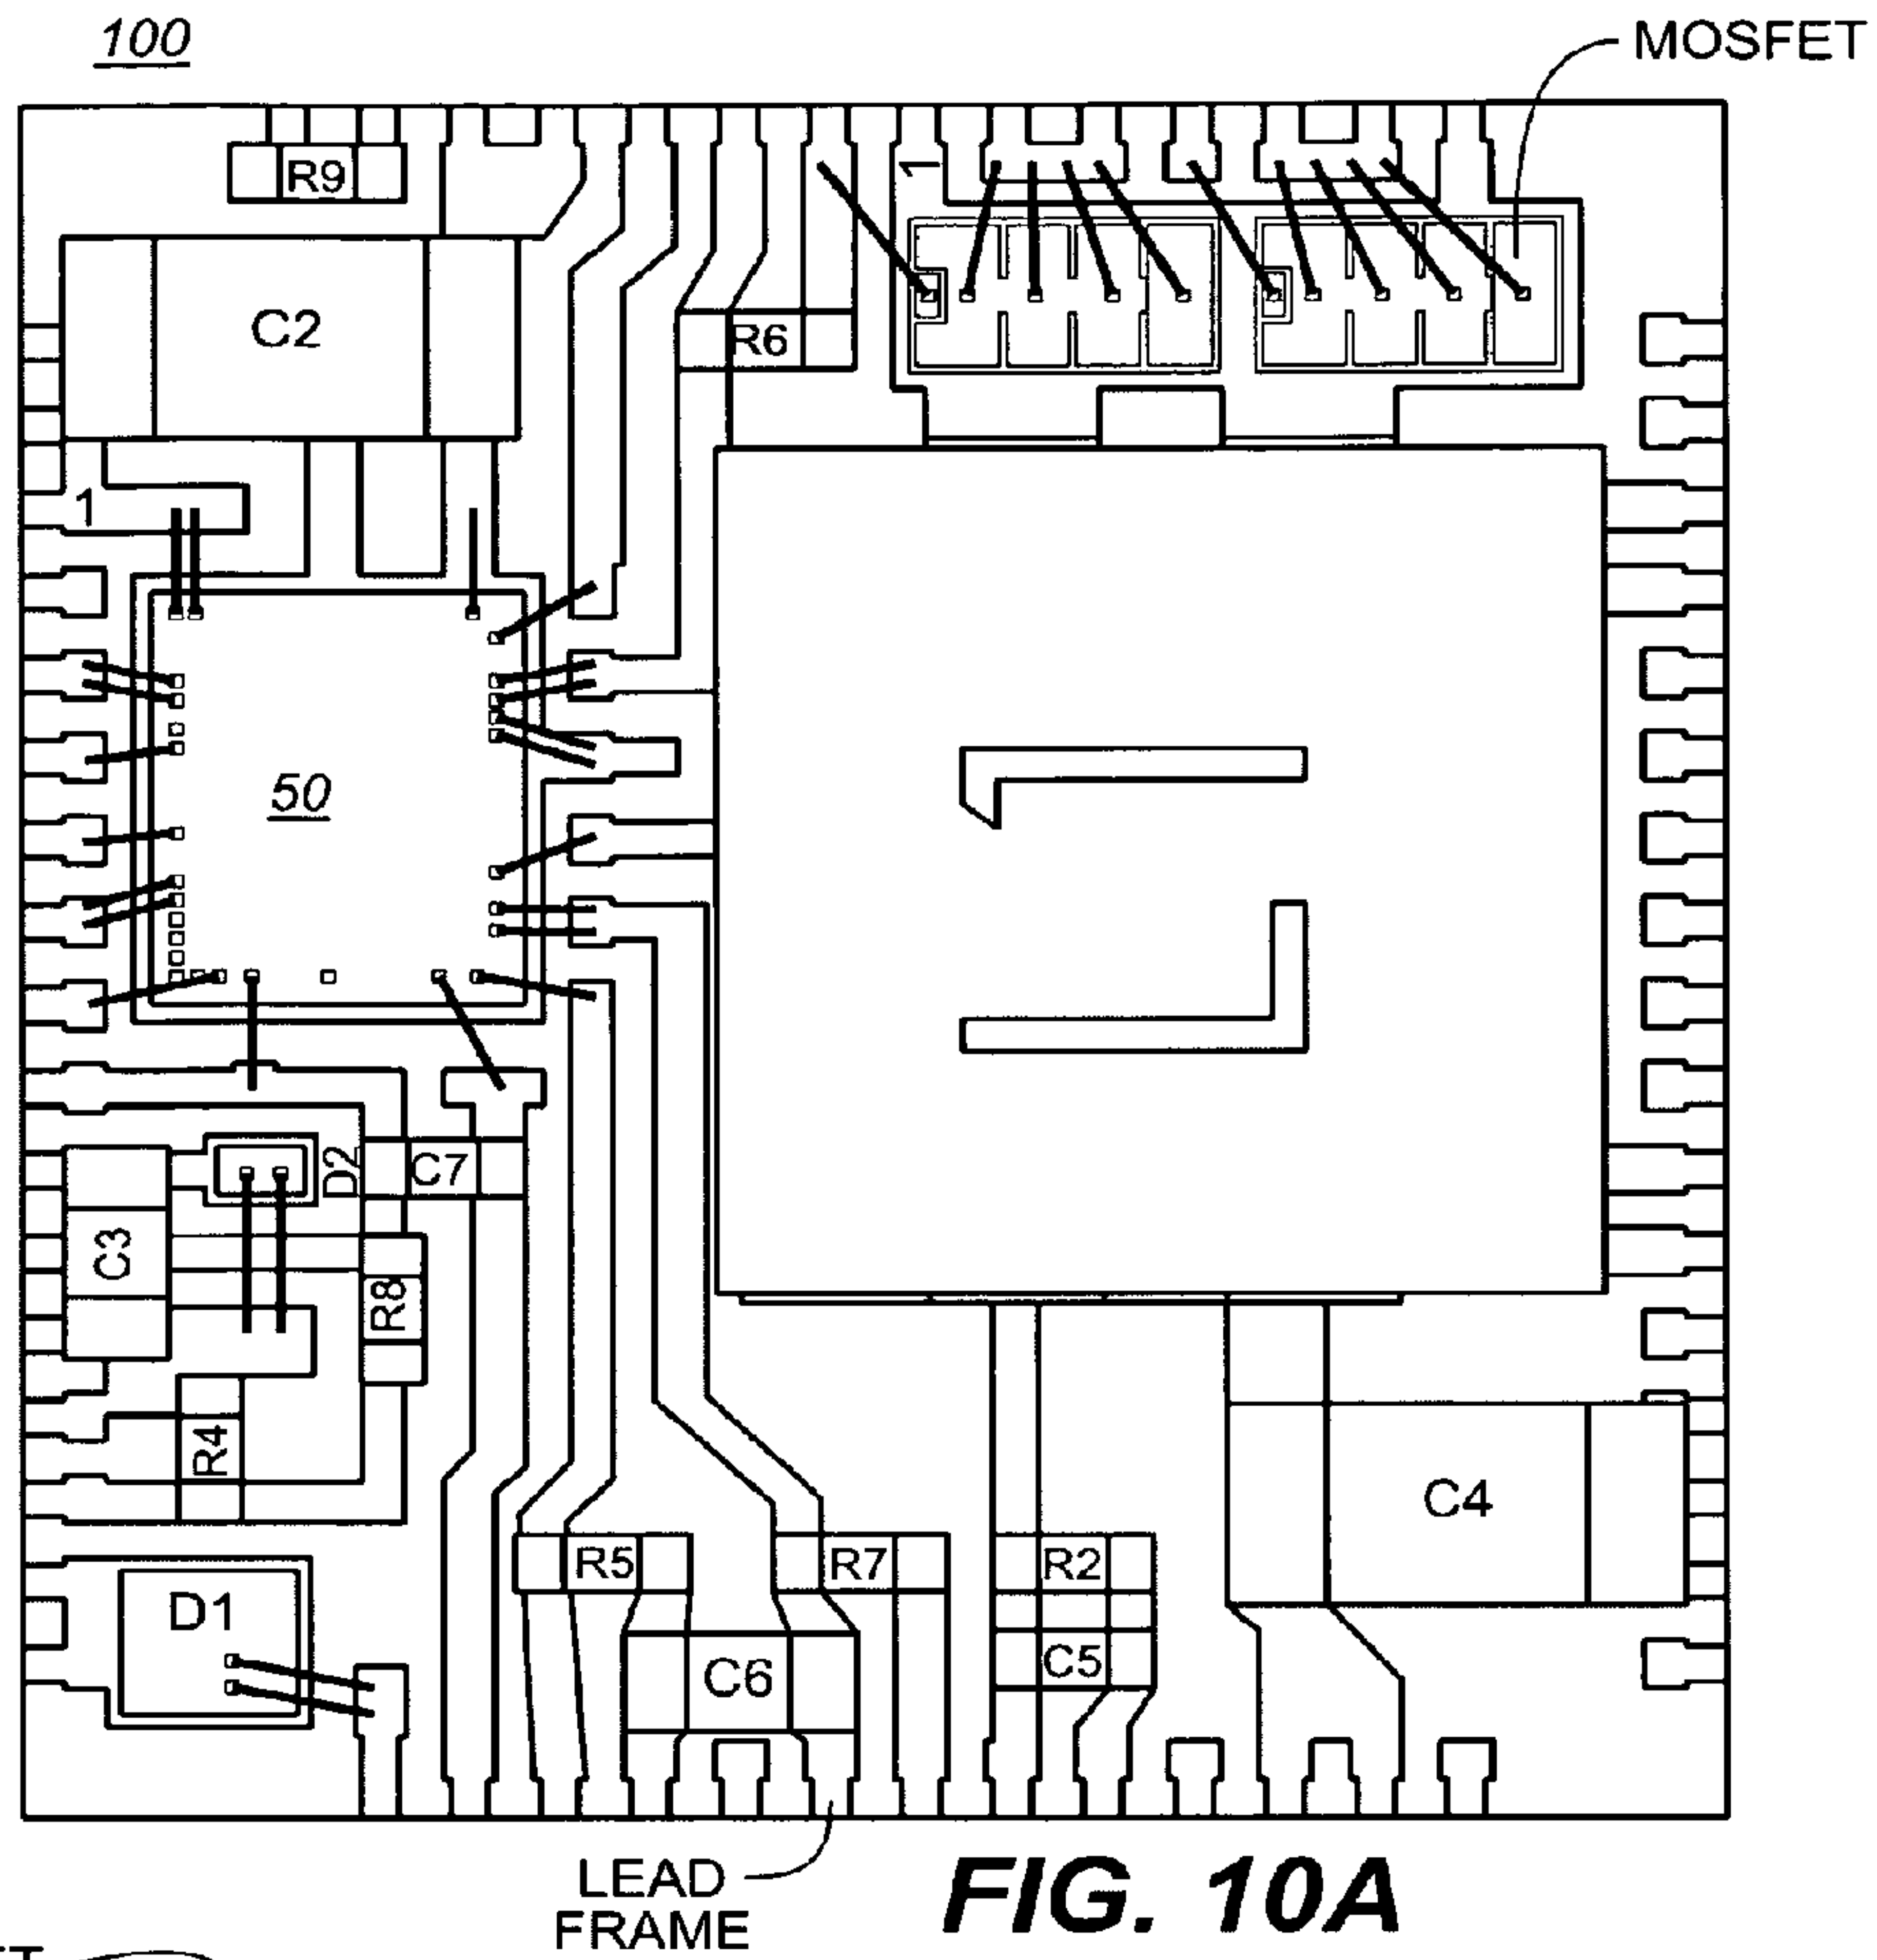 100
MOSFET
R9
1
C2
R6
1
50
D2
C7
C3
R8
R4
C4
R5
R7
R2
D1
C6
C5
LEAD
FRAME
FIG. 10A